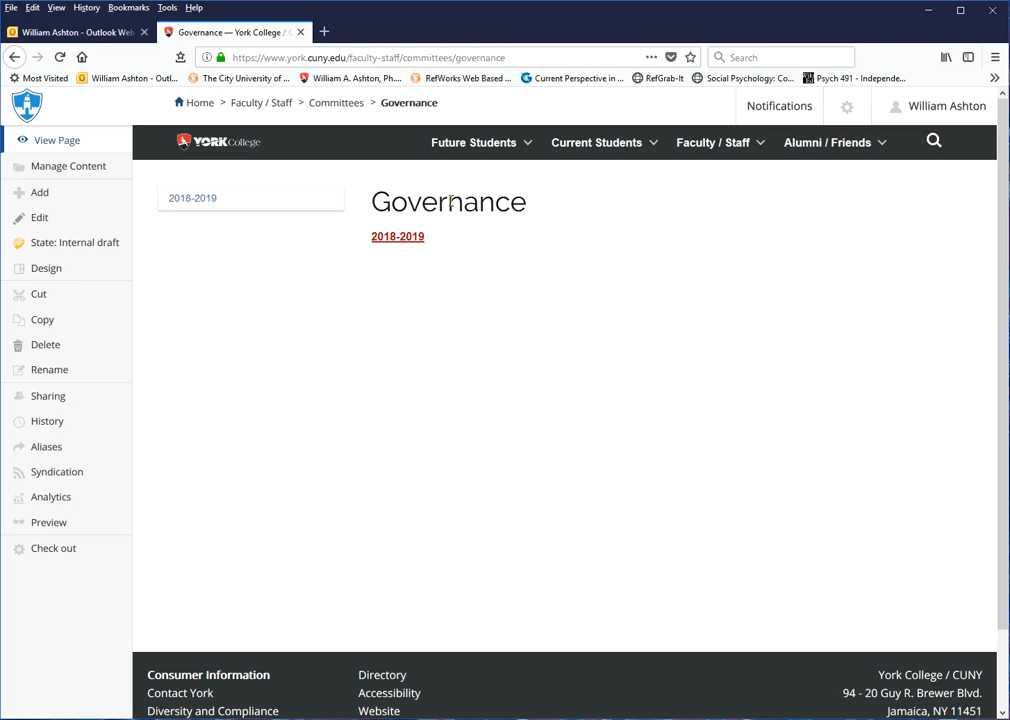 File Edit View History Bookmarks Tools Help
William Ashton - Outlook Web
Governance — York College / C
https://www.york.cuny.edu/faculty-staff/committees/governance
Search
Most Visited William Ashton - Outl... The City University of ... William A. Ashton, Ph.... RefWorks Web Based ... Current Perspective in ... RefGrab-It Social Psychology: Co... Psych 491 - Independe...
Home > Faculty / Staff > Committees > Governance
Notifications
William Ashton
View Page
Manage Content
Add
Edit
State: Internal draft
Design
Cut
Copy
Delete
Rename
Sharing
History
Aliases
Syndication
Analytics
Preview
Check out
YORK College
Future Students Current Students Faculty / Staff Alumni / Friends
2018-2019
Governance
2018-2019
Consumer Information
Contact York
Diversity and Compliance
Directory
Accessibility
Website
York College / CUNY
94 - 20 Guy R. Brewer Blvd.
Jamaica, NY 11451